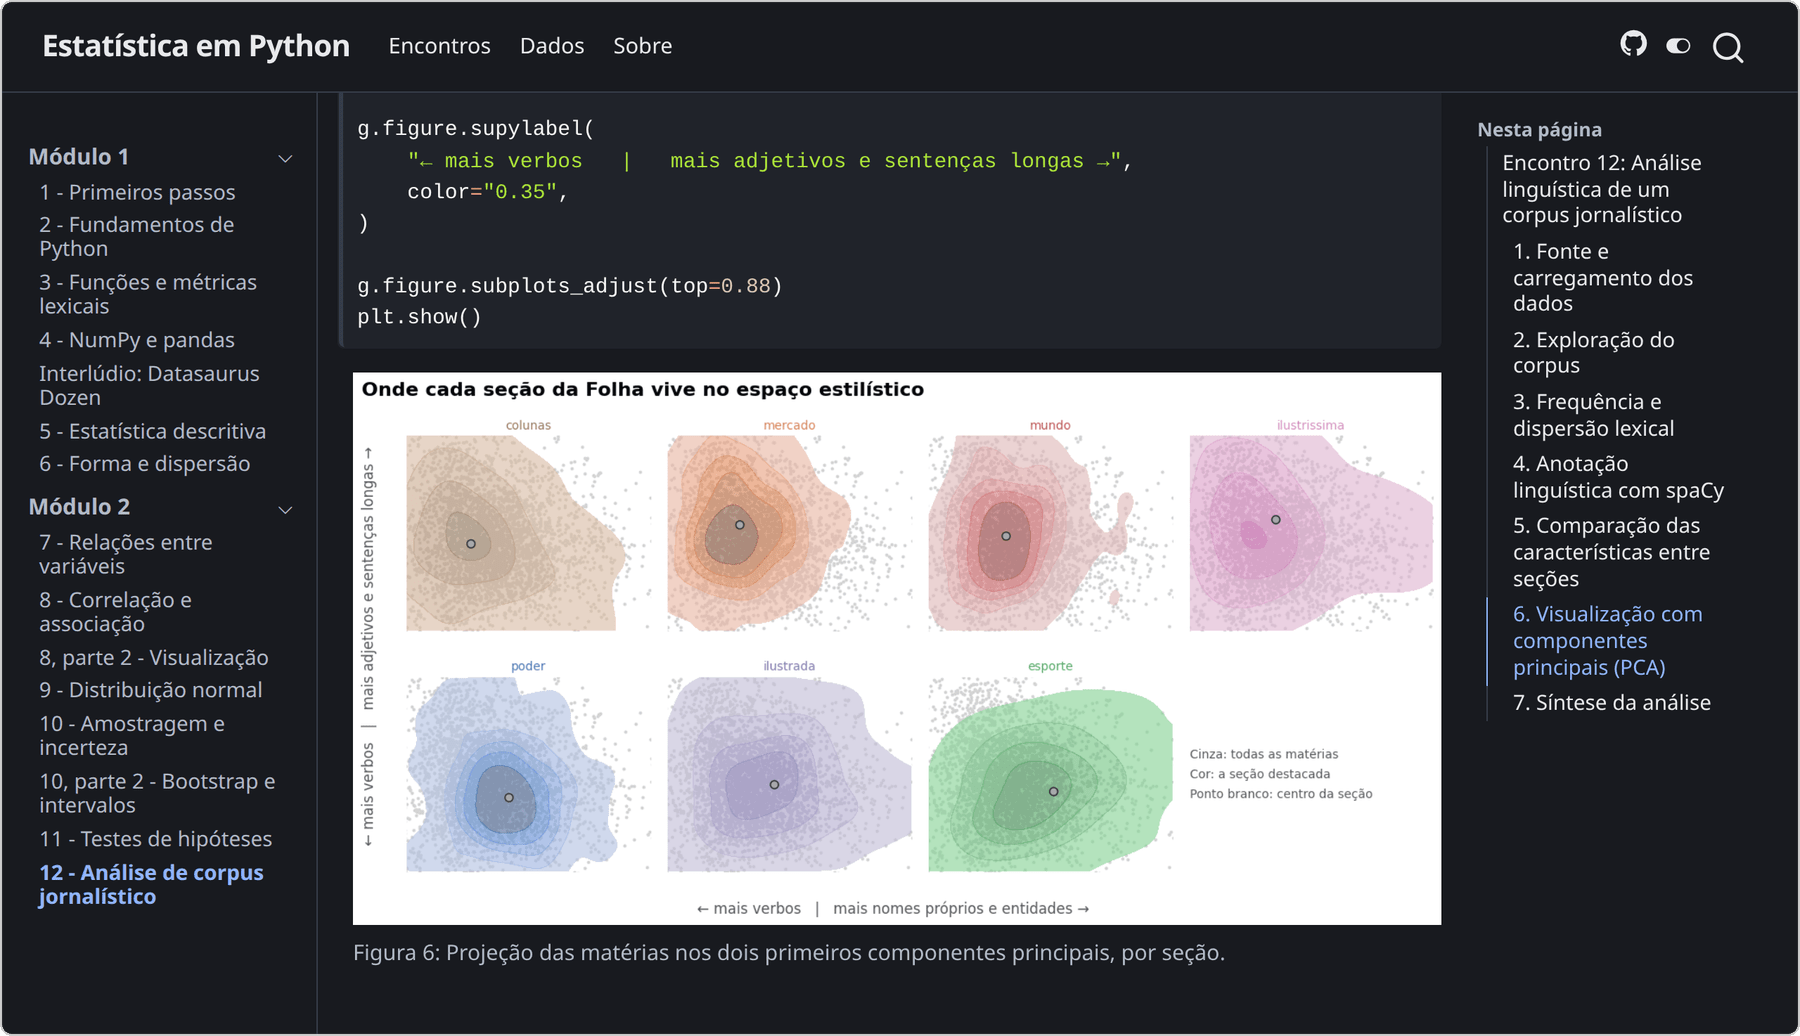 Estatística em Python
Encontros
Dados
Sobre
Módulo 1
1 - Primeiros passos
2 - Fundamentos de
Python
3 - Funções e métricas
lexicais
4 - NumPy e pandas
Interlúdio: Datasaurus
Dozen
5 - Estatística descritiva
6 - Forma e dispersão
Módulo 2
7 - Relações entre
variáveis
8 - Correlação e
associação
8, parte 2 - Visualização
9 - Distribuição normal
10 - Amostragem e
incerteza
10, parte 2 - Bootstrap e
intervalos
11 - Testes de hipóteses
12 - Análise de corpus
jornalístico
g.figure.supylabel(
"← mais verbos   |   mais adjetivos e sentenças longas →",
color="0.35",
)
g.figure.subplots_adjust(top=0.88)
plt.show()
Onde cada seção da Folha vive no espaço estilístico
← mais verbos   |   mais adjetivos e sentenças longas →
colunas
mercado
mundo
ilustrissima
poder
ilustrada
esporte
Cinza: todas as matérias
Cor: a seção destacada
Ponto branco: centro da seção
← mais verbos   |   mais nomes próprios e entidades →
Figura 6: Projeção das matérias nos dois primeiros componentes principais, por seção.
Nesta página
Encontro 12: Análise
linguística de um
corpus jornalístico
1. Fonte e
carregamento dos
dados
2. Exploração do
corpus
3. Frequência e
dispersão lexical
4. Anotação
linguística com spaCy
5. Comparação das
características entre
seções
6. Visualização com
componentes
principais (PCA)
7. Síntese da análise